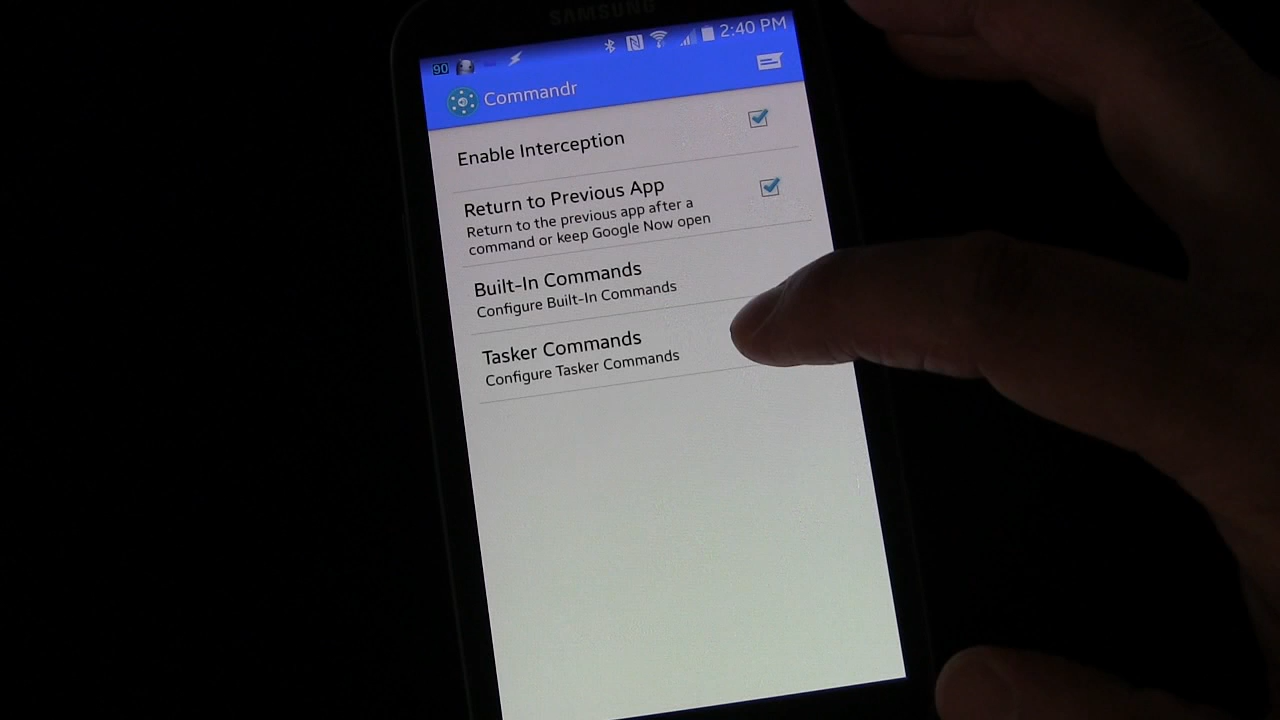 SAMSUNG
90 2:40 PM
Commandr
Enable Interception
Return to Previous App
Return to the previous app after a
command or keep Google Now open
Built-In Commands
Configure Built-In Commands
Tasker Commands
Configure Tasker Commands